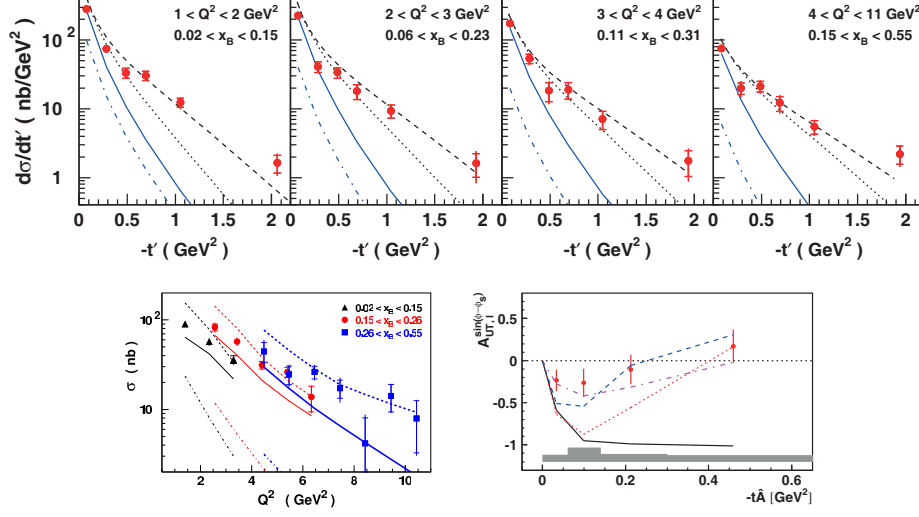 1 < Q² < 2 GeV²
0.02 < x_B < 0.15
2 < Q² < 3 GeV²
0.06 < x_B < 0.23
3 < Q² < 4 GeV²
0.11 < x_B < 0.31
4 < Q² < 11 GeV²
0.15 < x_B < 0.55
dσ/dt′ ( nb/GeV² )
10²
10
1
0 0.5 1 1.5 2
0 0.5 1 1.5 2
0 0.5 1 1.5 2
0 0.5 1 1.5 2
-t′ ( GeV² )
-t′ ( GeV² )
-t′ ( GeV² )
-t′ ( GeV² )
0.02 < x_B < 0.15
0.15 < x_B < 0.26
0.26 < x_B < 0.55
σ (nb)
10²
10
2 4 6 8 10
Q² ( GeV² )
A_UT,l^sin(φ-φ_s)
0.5
0
-0.5
-1
0 0.2 0.4 0.6
-tÂ [GeV²]